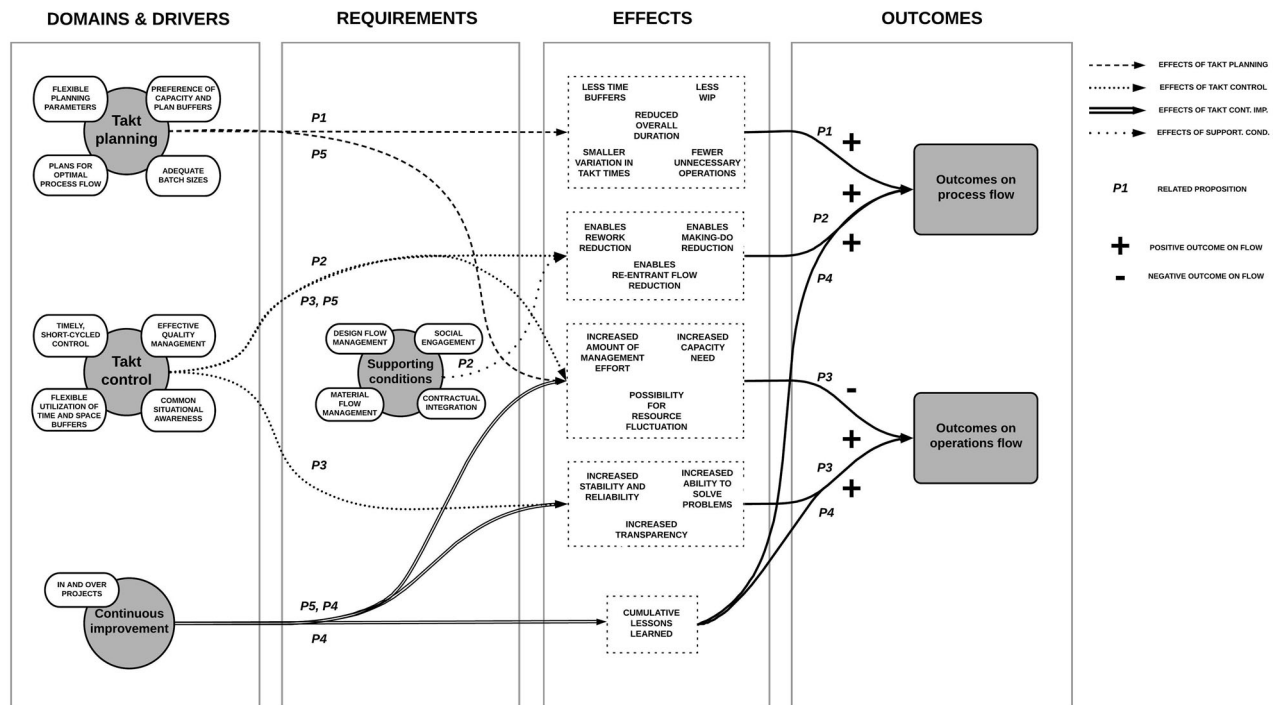 DOMAINS & DRIVERS
REQUIREMENTS
EFFECTS
OUTCOMES
FLEXIBLE
PLANNING
PARAMETERS
PREFERENCE OF
CAPACITY AND
PLAN BUFFERS
Takt
planning
PLANS FOR
OPTIMAL
PROCESS FLOW
ADEQUATE
BATCH SIZES
TIMELY,
SHORT-CYCLED
CONTROL
EFFECTIVE
QUALITY
MANAGEMENT
Takt
control
FLEXIBLE
UTILIZATION OF
TIME AND SPACE
BUFFERS
COMMON
SITUATIONAL
AWARENESS
IN AND OVER
PROJECTS
Continuous
improvement
P1
P5
P2
P3, P5
DESIGN FLOW
MANAGEMENT
SOCIAL
ENGAGEMENT
Supporting
conditions
P2
MATERIAL
FLOW
MANAGEMENT
CONTRACTUAL
INTEGRATION
P3
P5, P4
P4
LESS TIME
BUFFERS
LESS
WIP
REDUCED
OVERALL
DURATION
SMALLER
VARIATION IN
TAKT TIMES
FEWER
UNNECESSARY
OPERATIONS
ENABLES
REWORK
REDUCTION
ENABLES
MAKING-DO
REDUCTION
ENABLES
RE-ENTRANT FLOW
REDUCTION
INCREASED
AMOUNT OF
MANAGEMENT
EFFORT
INCREASED
CAPACITY
NEED
POSSIBILITY
FOR
RESOURCE
FLUCTUATION
INCREASED
STABILITY AND
RELIABILITY
INCREASED
ABILITY TO
SOLVE
PROBLEMS
INCREASED
TRANSPARENCY
CUMULATIVE
LESSONS
LEARNED
P1
+
+
P2
+
P4
Outcomes on
process flow
P3
-
+
P3
+
P4
Outcomes on
operations flow
EFFECTS OF TAKT PLANNING
EFFECTS OF TAKT CONTROL
EFFECTS OF TAKT CONT. IMP.
EFFECTS OF SUPPORT. COND.
P1 RELATED PROPOSITION
+ POSITIVE OUTCOME ON FLOW
- NEGATIVE OUTCOME ON FLOW